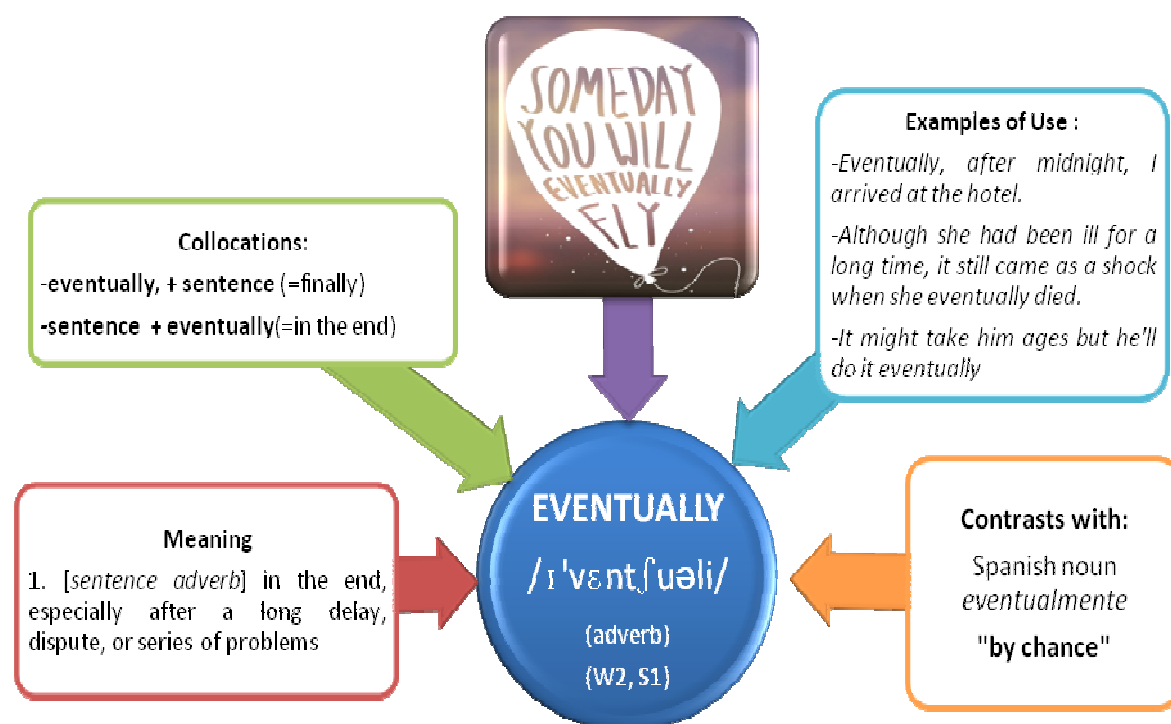 SOMEDAY
YOU WILL
EVENTUALLY
FLY
Collocations:
-eventually, + sentence (=finally)
-sentence + eventually(=in the end)
Examples of Use :
-Eventually, after midnight, I
arrived at the hotel.
-Although she had been ill for a
long time, it still came as a shock
when she eventually died.
-It might take him ages but he'll
do it eventually
Meaning
1. [sentence adverb] in the end,
especially after a long delay,
dispute, or series of problems
EVENTUALLY
/ɪ'vɛntʃuəli/
(adverb)
(W2, S1)
Contrasts with:
Spanish noun
eventualmente
"by chance"